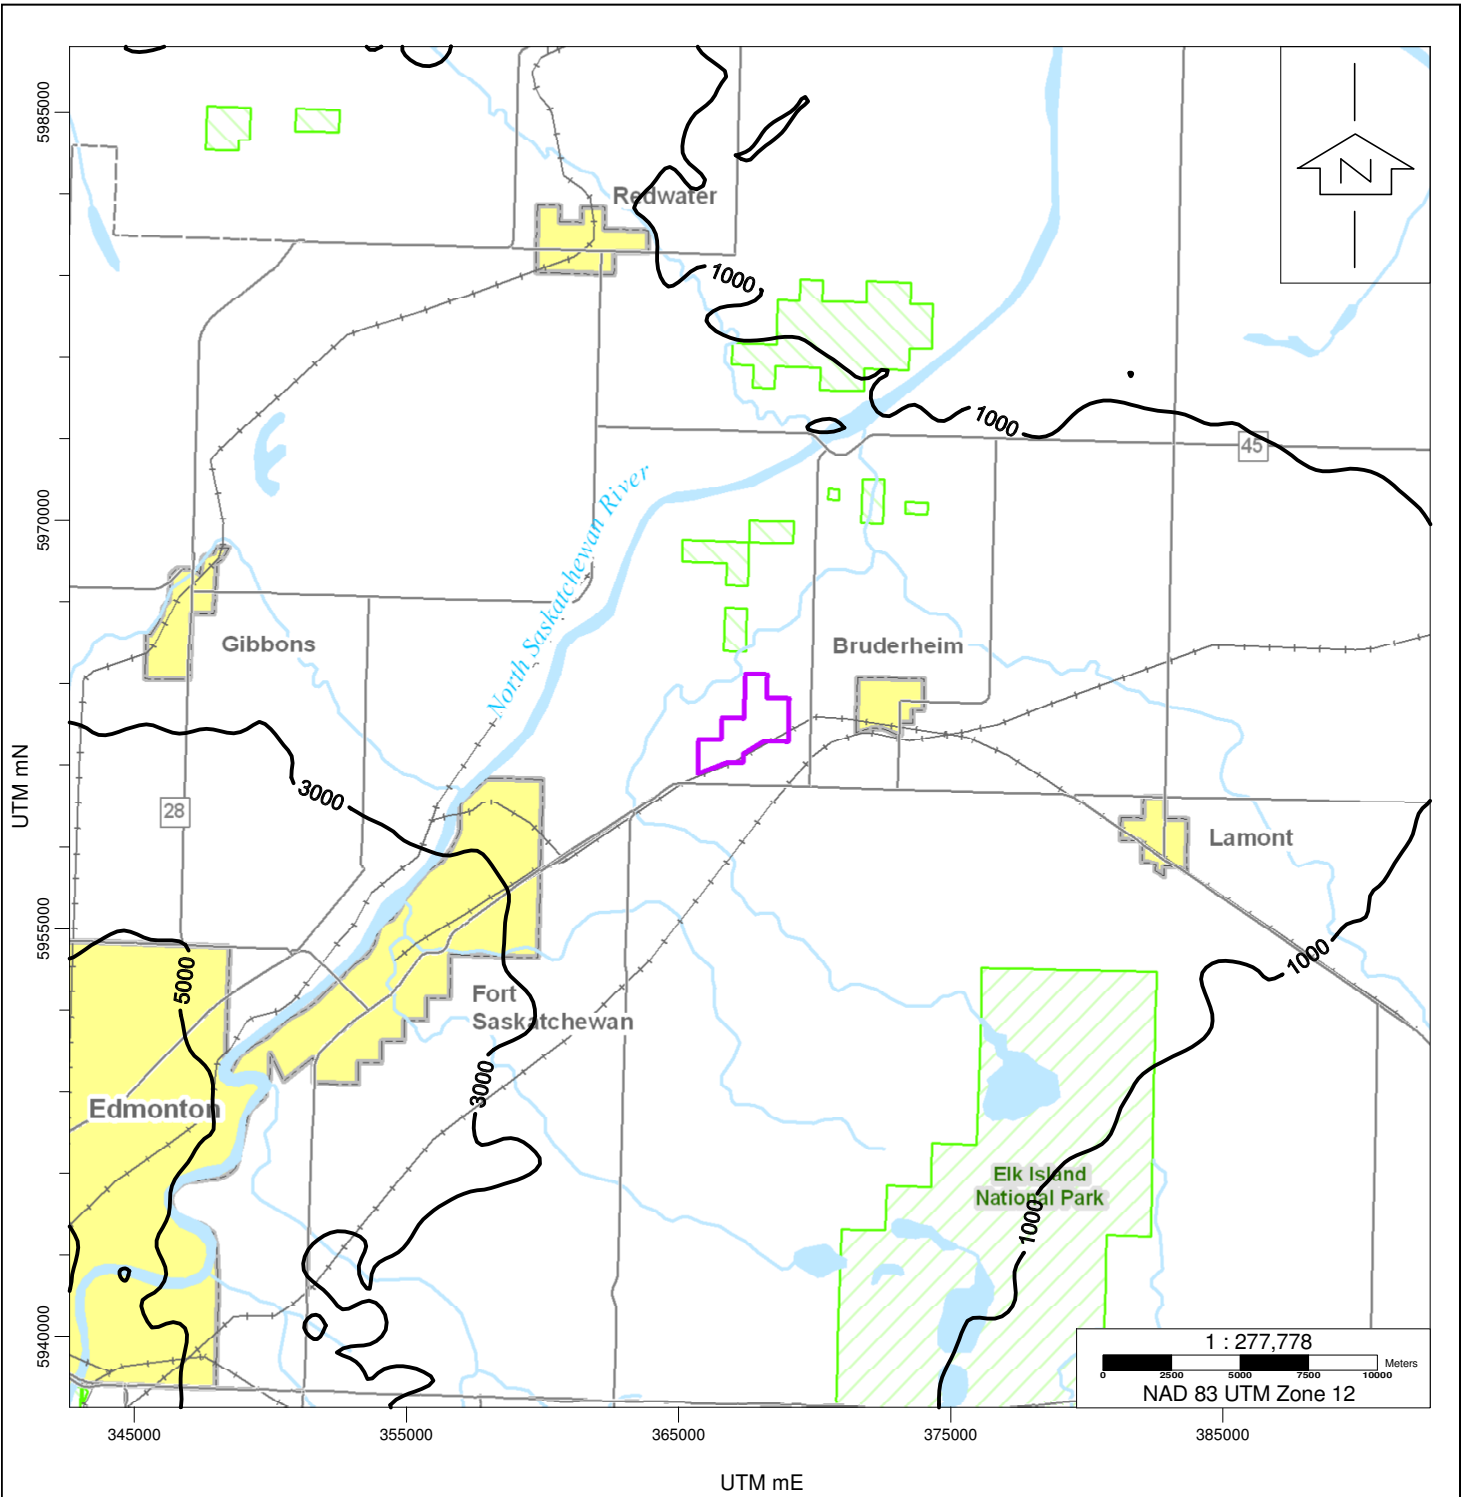 N
5985000
Redwater
1000
1000
45
North Saskatchewan River
5970000
Gibbons
Bruderheim
UTM mN
28
3000
Lamont
5955000
5000
1000
Fort
Saskatchewan
3000
Edmonton
Elk Island
National Park
1000
5940000
1 : 277,778
Meters
0 2500 5000 7500 10000
NAD 83 UTM Zone 12
345000 355000 365000 375000 385000
UTM mE